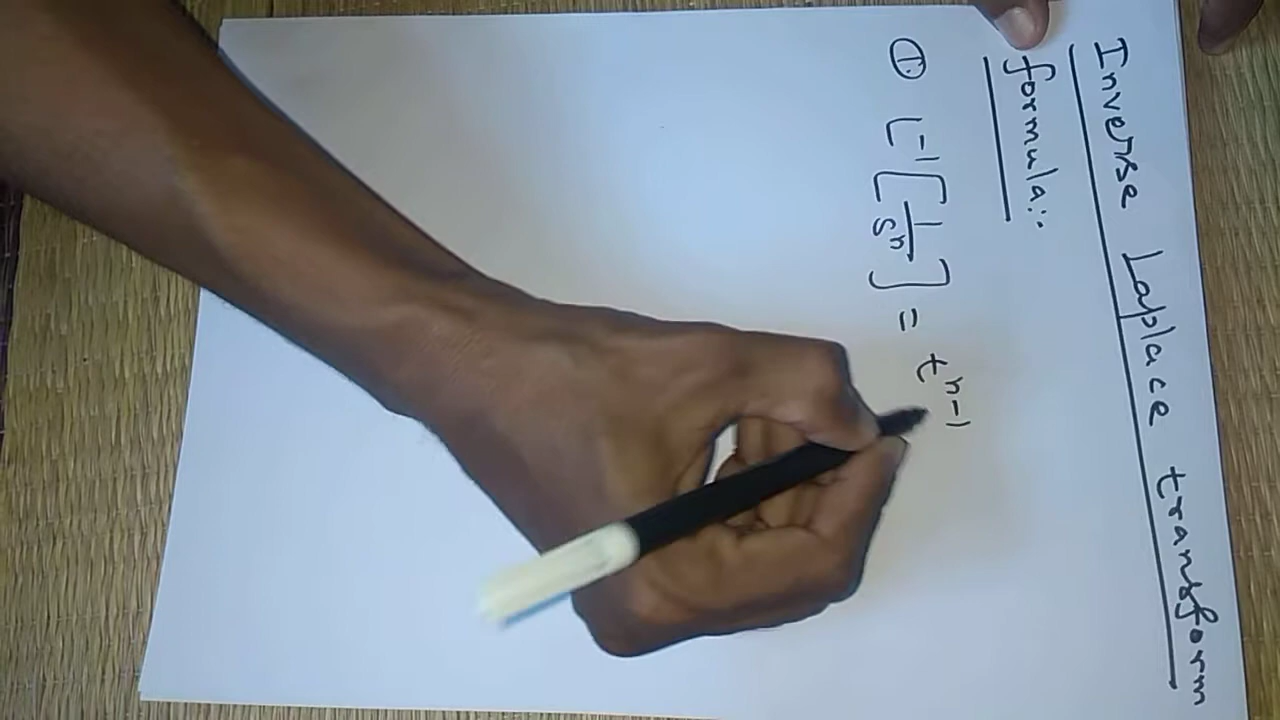 Inverse Laplace transform
formula:-
① L⁻¹[1/sⁿ] = tⁿ⁻¹